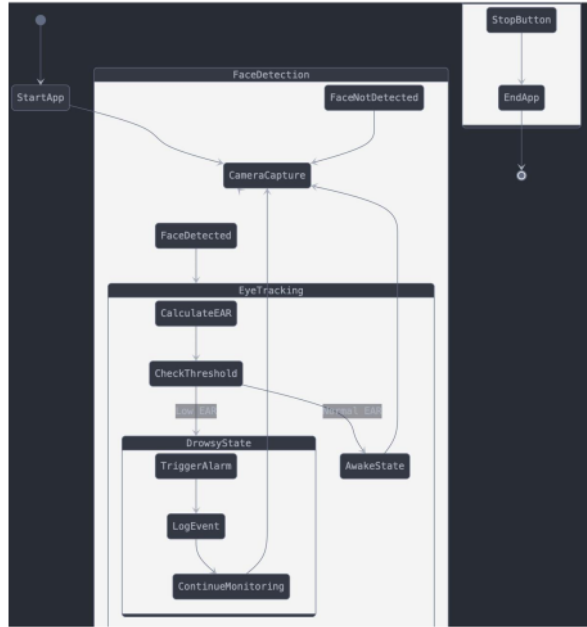 StopButton
StartApp
FaceDetection
FaceNotDetected
EndApp
CameraCapture
FaceDetected
EyeTracking
CalculateEAR
CheckThreshold
Low EAR
Normal EAR
DrowsyState
TriggerAlarm
AwakeState
LogEvent
ContinueMonitoring